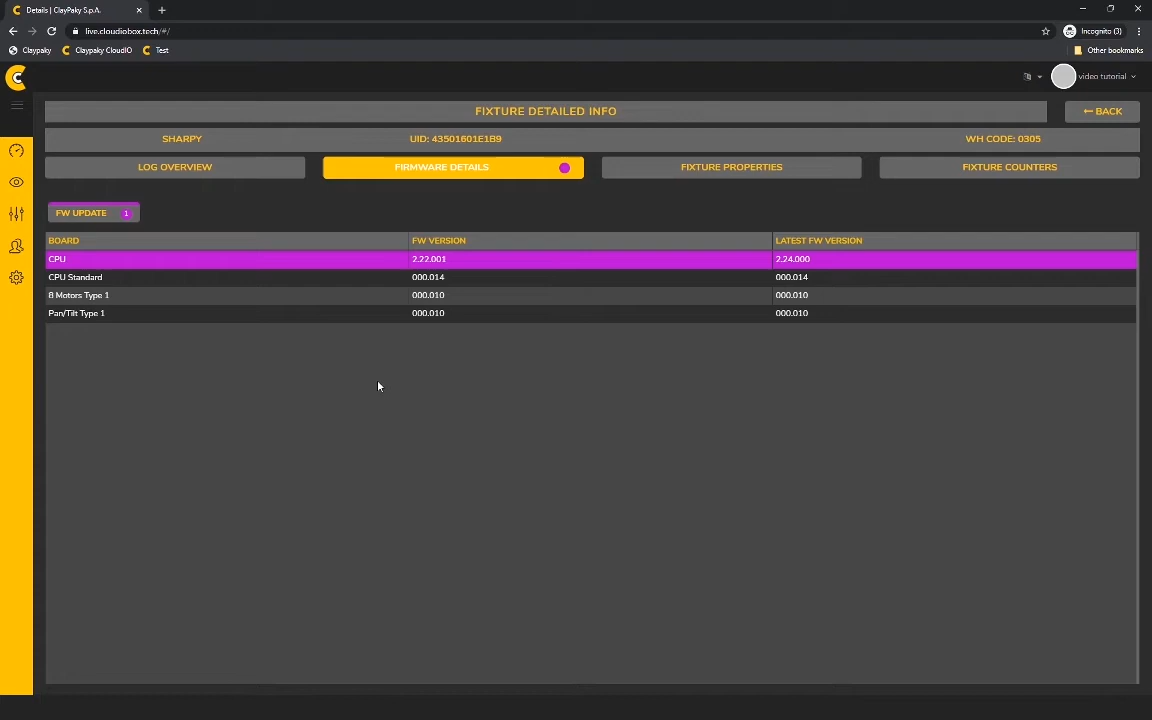 Details | ClayPaky S.p.A.
live.cloudiobox.tech/#/
Incognito (3)
Claypaky
Claypaky CloudIO
Test
Other bookmarks
video tutorial
FIXTURE DETAILED INFO
BACK
SHARPY
UID: 43501601E1B9
WH CODE: 0305
LOG OVERVIEW
FIRMWARE DETAILS
FIXTURE PROPERTIES
FIXTURE COUNTERS
FW UPDATE 1
BOARD FW VERSION LATEST FW VERSION
CPU 2.22.001 2.24.000
CPU Standard 000.014 000.014
8 Motors Type 1 000.010 000.010
Pan/Tilt Type 1 000.010 000.010